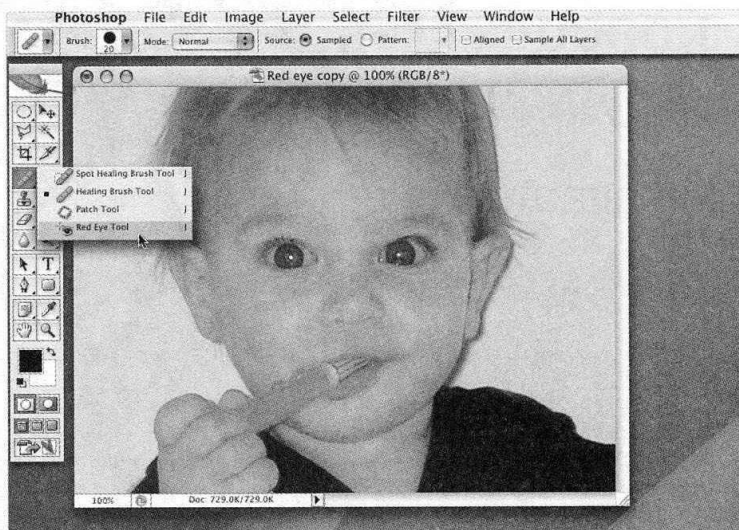 Photoshop File Edit Image Layer Select Filter View Window Help
Brush: 20 Mode: Normal Source: Sampled Pattern: Aligned Sample All Layers
Red eye copy @ 100% (RGB/8*)
Spot Healing Brush Tool J
Healing Brush Tool J
Patch Tool J
Red Eye Tool J
T
100% Doc: 729.0K/729.0K